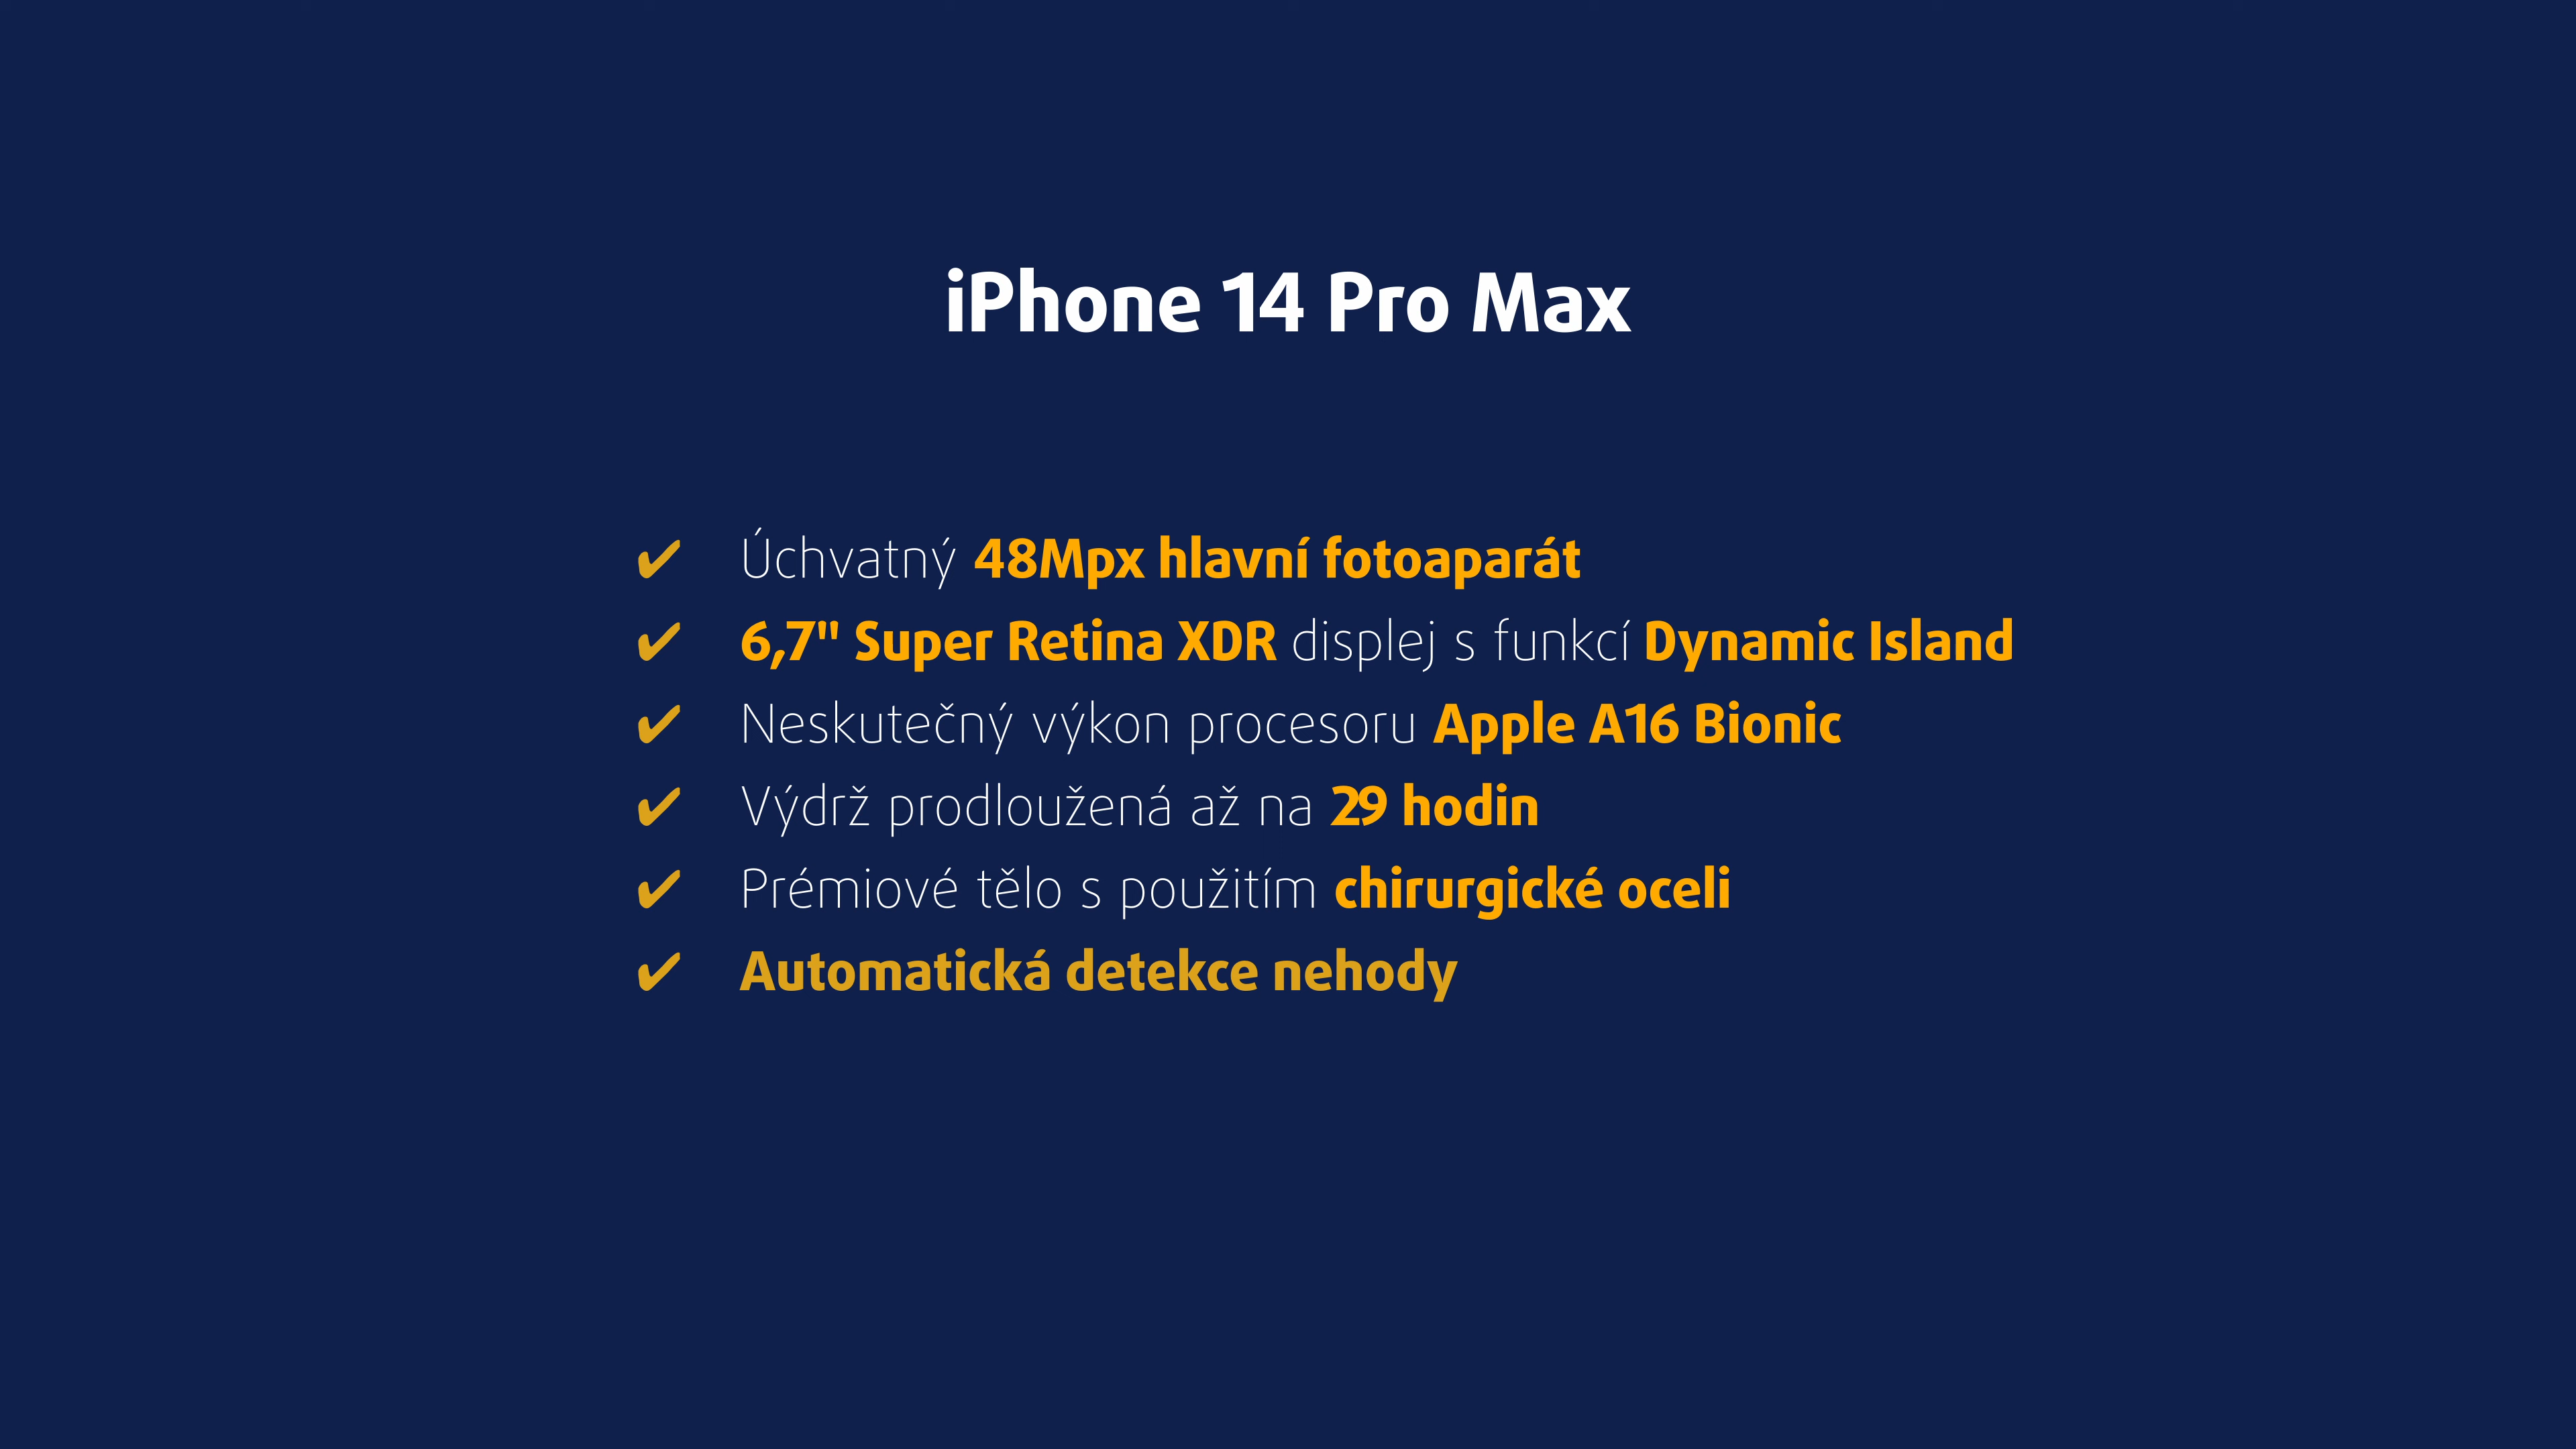 iPhone 14 Pro Max
✔ Úchvatný 48Mpx hlavní fotoaparát
✔ 6,7" Super Retina XDR displej s funkcí Dynamic Island
✔ Neskutečný výkon procesoru Apple A16 Bionic
✔ Výdrž prodloužená až na 29 hodin
✔ Prémiové tělo s použitím chirurgické oceli
✔ Automatická detekce nehody